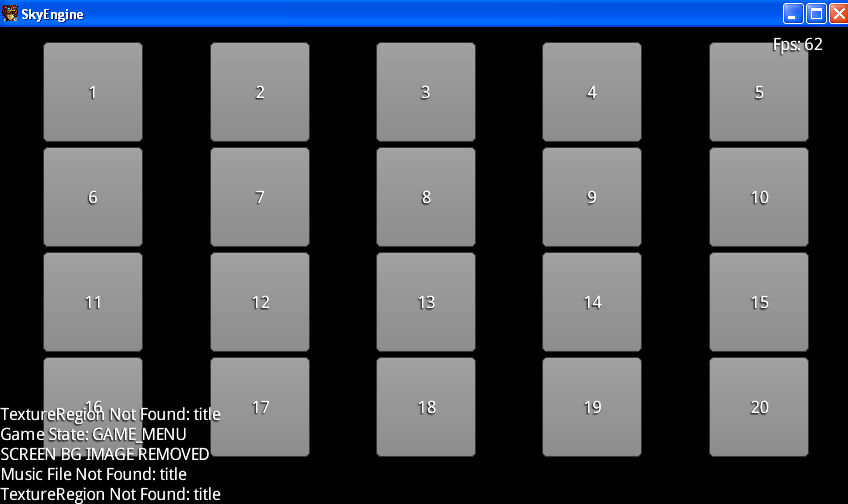 SkyEngine
Fps: 62
1 2 3 4 5
6 7 8 9 10
11 12 13 14 15
16 17 18 19 20
TextureRegion Not Found: title
Game State: GAME_MENU
SCREEN BG IMAGE REMOVED
Music File Not Found: title
TextureRegion Not Found: title